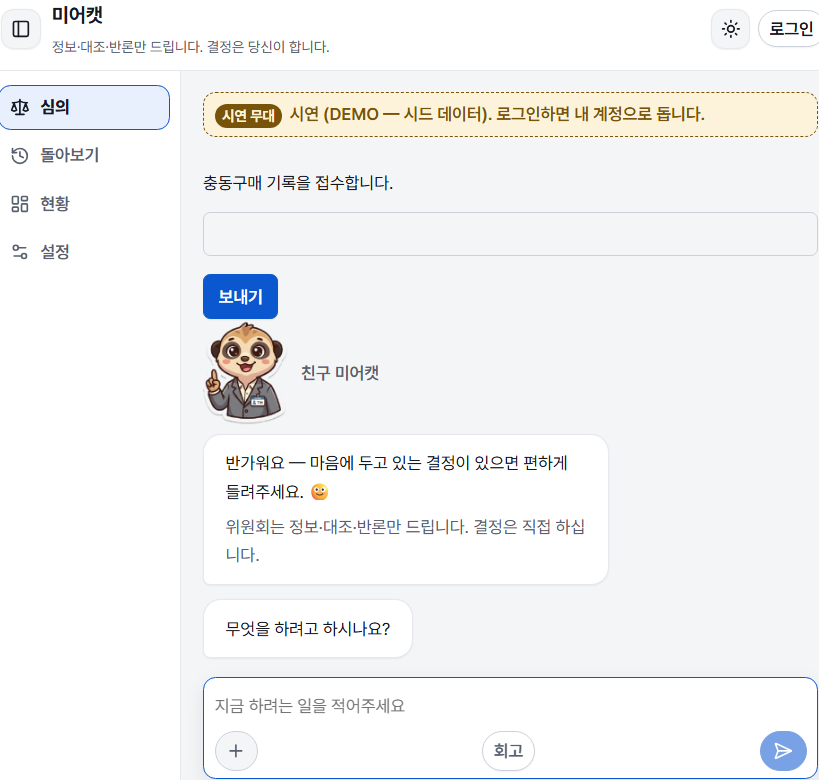 미어캣
정보·대조·반론만 드립니다. 결정은 당신이 합니다.
로그인
심의
돌아보기
현황
설정
시연 무대 시연 (DEMO — 시드 데이터). 로그인하면 내 계정으로 돕니다.
충동구매 기록을 접수합니다.
보내기
친구 미어캣
반가워요 — 마음에 두고 있는 결정이 있으면 편하게
들려주세요. 🙂
위원회는 정보·대조·반론만 드립니다. 결정은 직접 하십
니다.
무엇을 하려고 하시나요?
지금 하려는 일을 적어주세요
회고